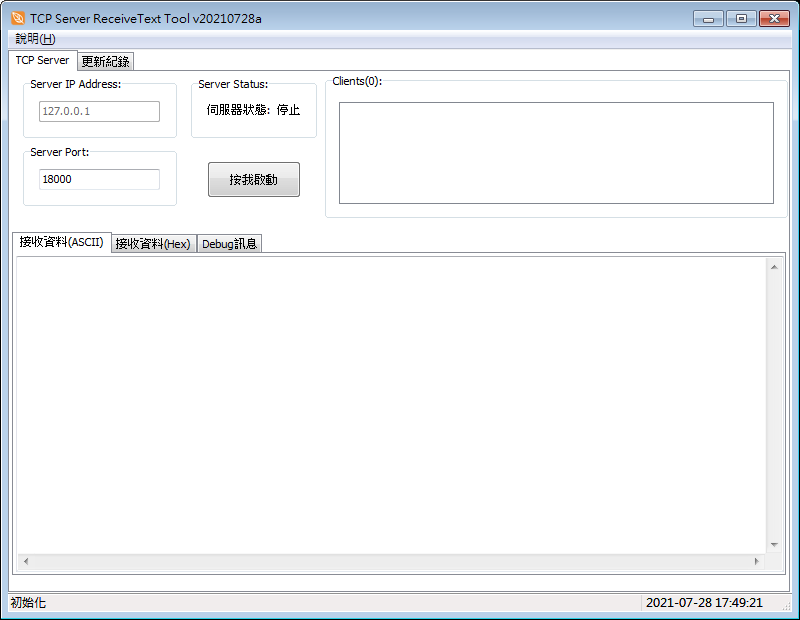 TCP Server ReceiveText Tool v20210728a
說明(H)
TCP Server
更新紀錄
Server IP Address:
Server Status:
Clients(0):
127.0.0.1
伺服器狀態: 停止
Server Port:
18000
按我啟動
接收資料(ASCII)
接收資料(Hex)
Debug訊息
初始化
2021-07-28 17:49:21